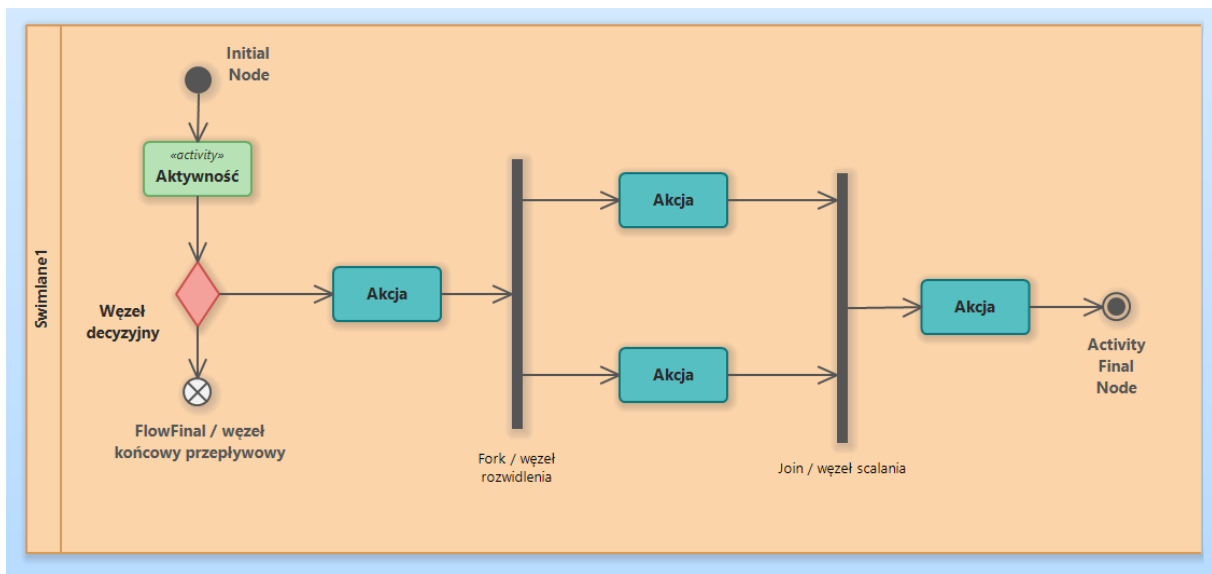 Initial
Node
«activity»
Aktywność
Swimlane1
Węzeł
decyzyjny
FlowFinal / węzeł
końcowy przepływowy
Akcja
Fork / węzeł
rozwidlenia
Akcja
Akcja
Join / węzeł scalania
Akcja
Activity
Final
Node